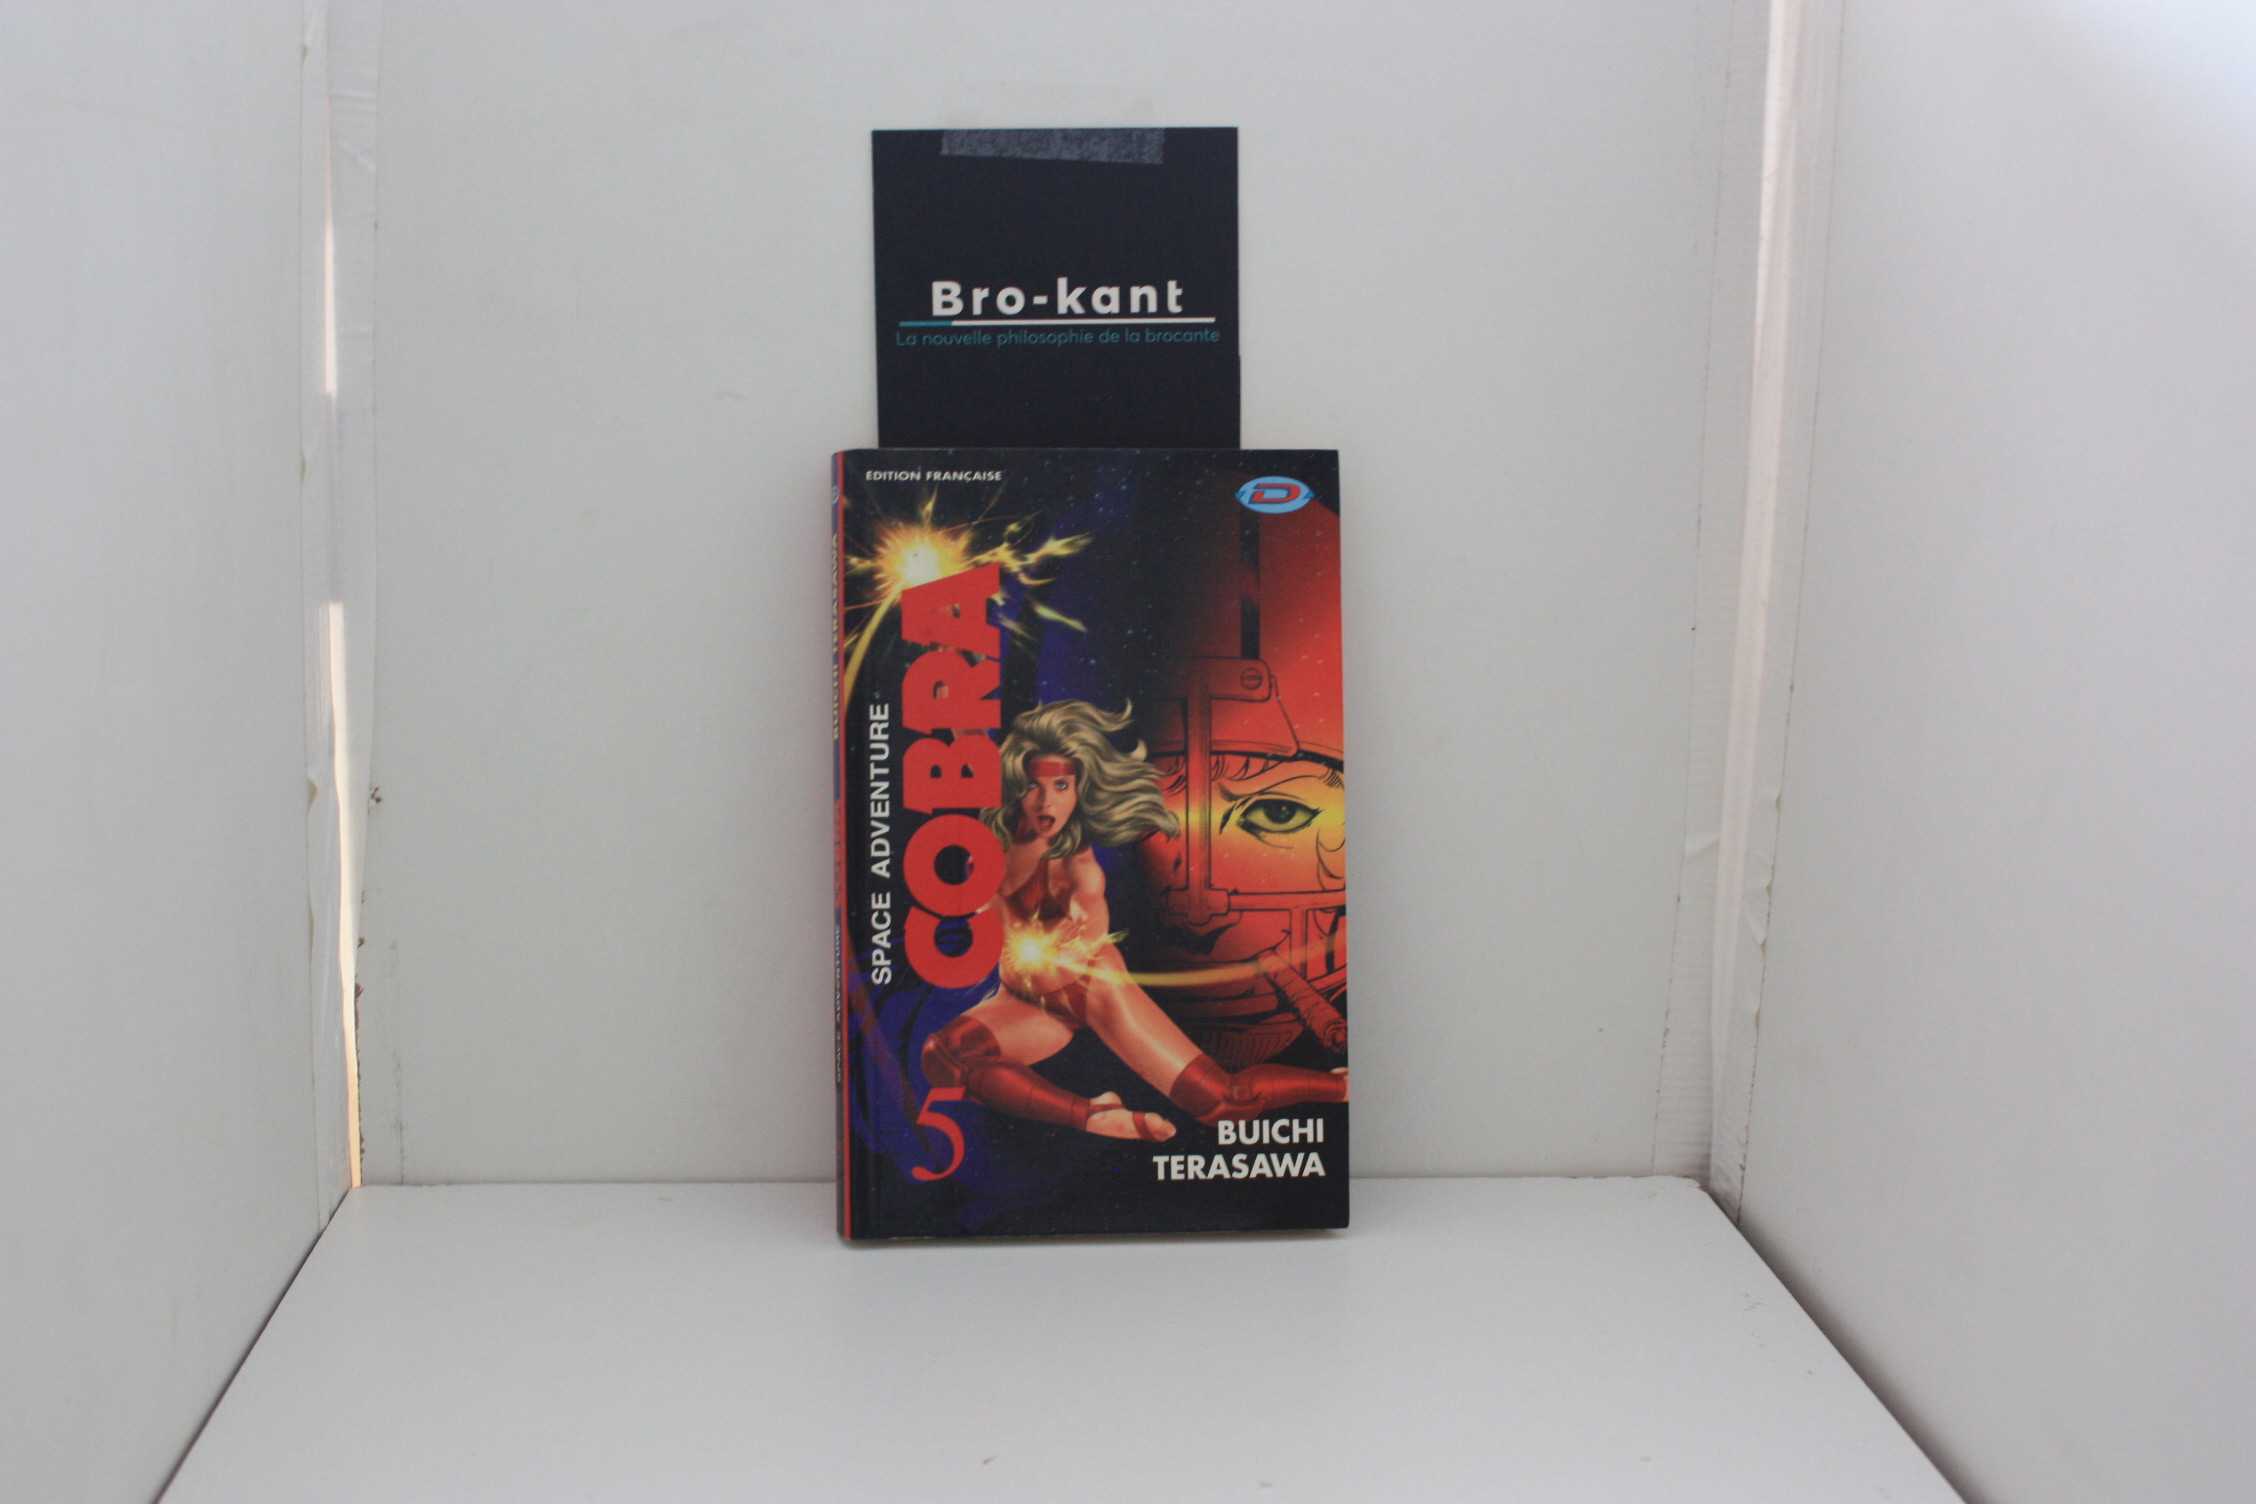 Bro-kant
La nouvelle philosophie de la brocante
EDITION FRANÇAISE
D
SPACE ADVENTURE
COBRA
5
BUICHI
TERASAWA
BUICHI TERASAWA
SPACE ADVENTURE